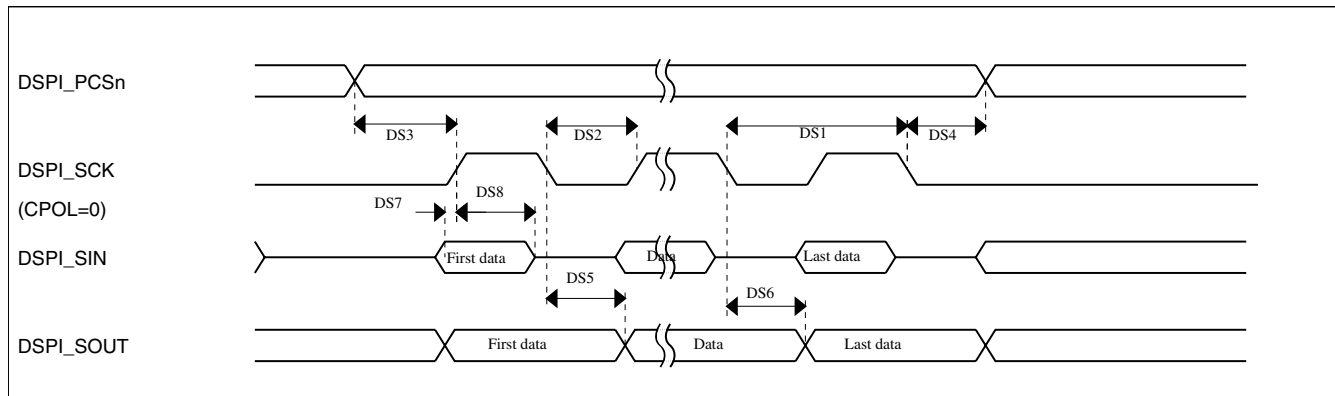 DSPI_PCSn
DS3
DS2
DS1
DS4
DSPI_SCK
(CPOL=0)
DS7
DS8
DSPI_SIN
First data
Data
Last data
DS5
DS6
DSPI_SOUT
First data
Data
Last data